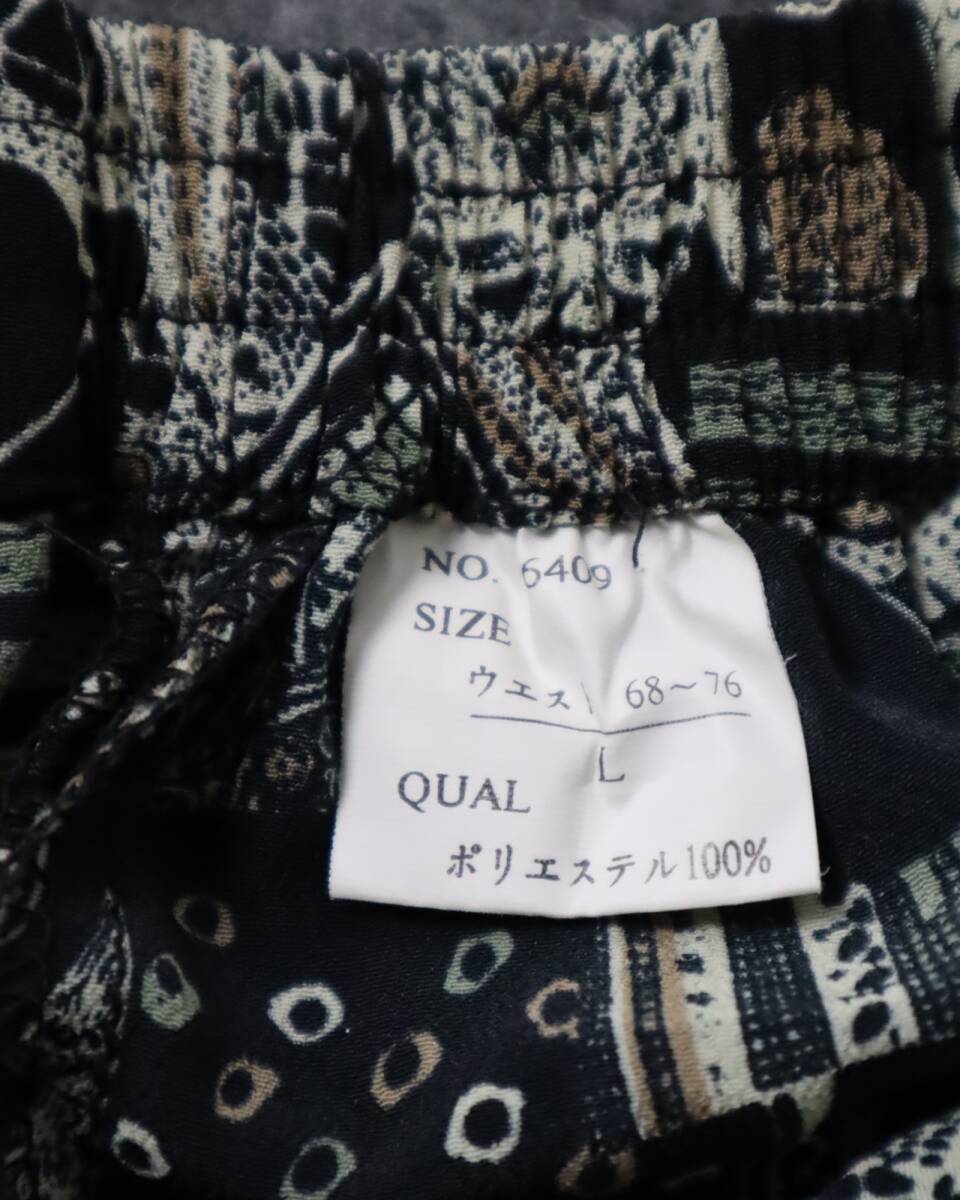 NO. 6409
SIZE
ウエスト 68～76
L
QUAL
ポリエステル100%